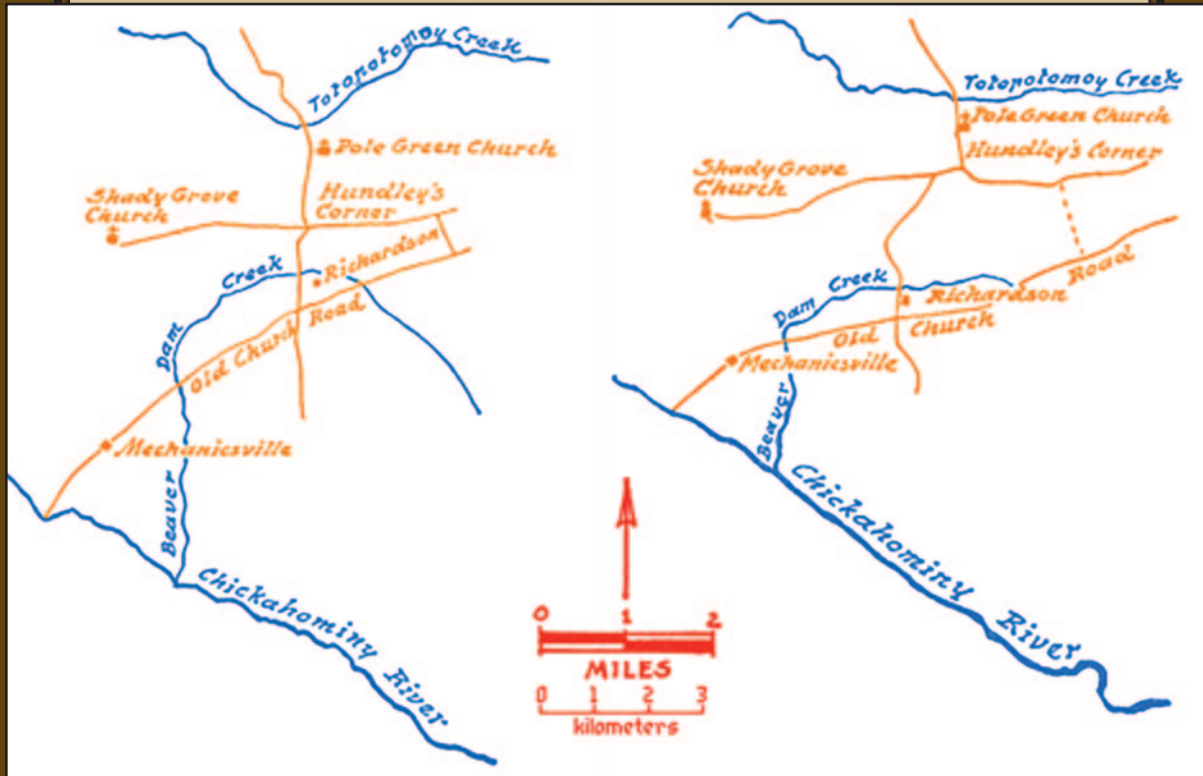 Totopotomoy Creek
Pole Green Church
Shady Grove
Church
Hundley's
Corner
Richardson
Dam Creek
Old Church Road
Mechanicsville
Beaver
Chickahominy River
Totopotomoy Creek
Pole Green Church
Hundley's Corner
Shady Grove
Church
Road
Dam Creek
Richardson
Old Church
Mechanicsville
Beaver
Chickahominy River
0 1 2
MILES
0 1 2 3
kilometers